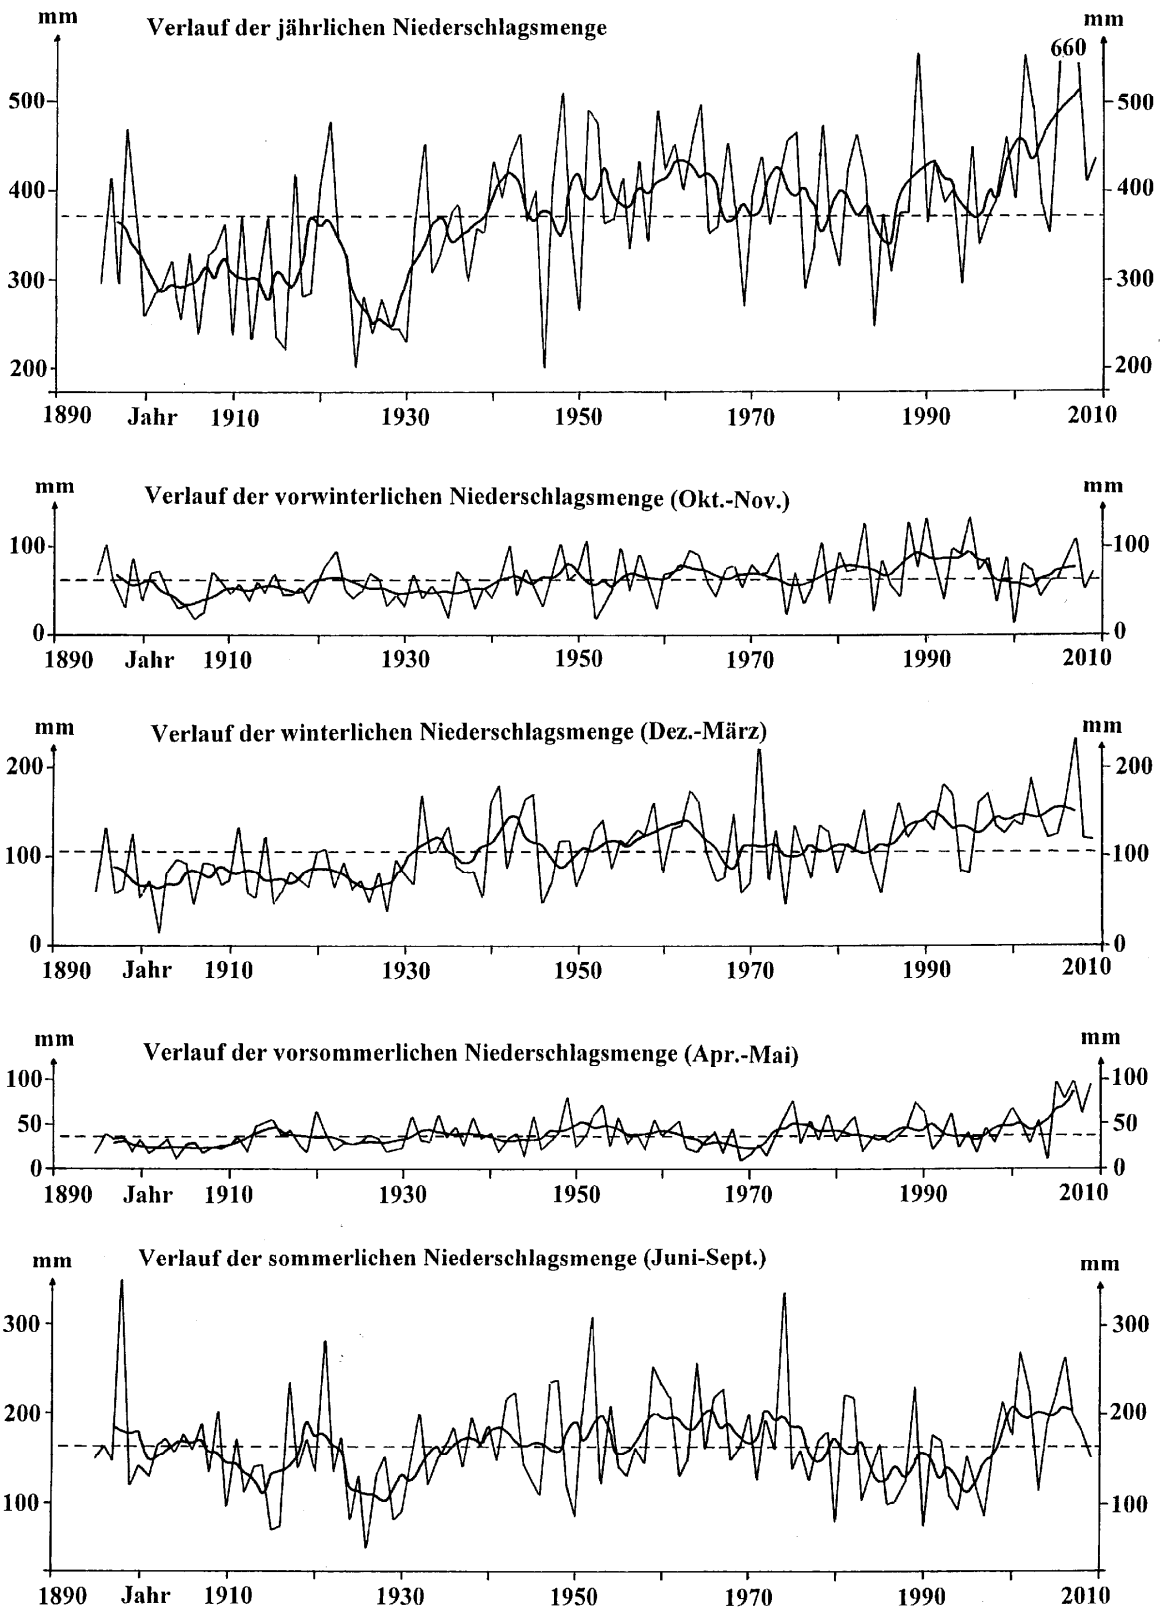 mm
Verlauf der jährlichen Niederschlagsmenge
mm
660
500
500
400
400
300
300
200
200
1890 Jahr 1910 1930 1950 1970 1990 2010
mm
Verlauf der vorwinterlichen Niederschlagsmenge (Okt.-Nov.)
mm
100
100
0
0
1890 Jahr 1910 1930 1950 1970 1990 2010
mm
Verlauf der winterlichen Niederschlagsmenge (Dez.-März)
mm
200
200
100
100
0
0
1890 Jahr 1910 1930 1950 1970 1990 2010
mm
Verlauf der vorsommerlichen Niederschlagsmenge (Apr.-Mai)
mm
100
100
50
50
0
0
1890 Jahr 1910 1930 1950 1970 1990 2010
mm
Verlauf der sommerlichen Niederschlagsmenge (Juni-Sept.)
mm
300
300
200
200
100
100
1890 Jahr 1910 1930 1950 1970 1990 2010